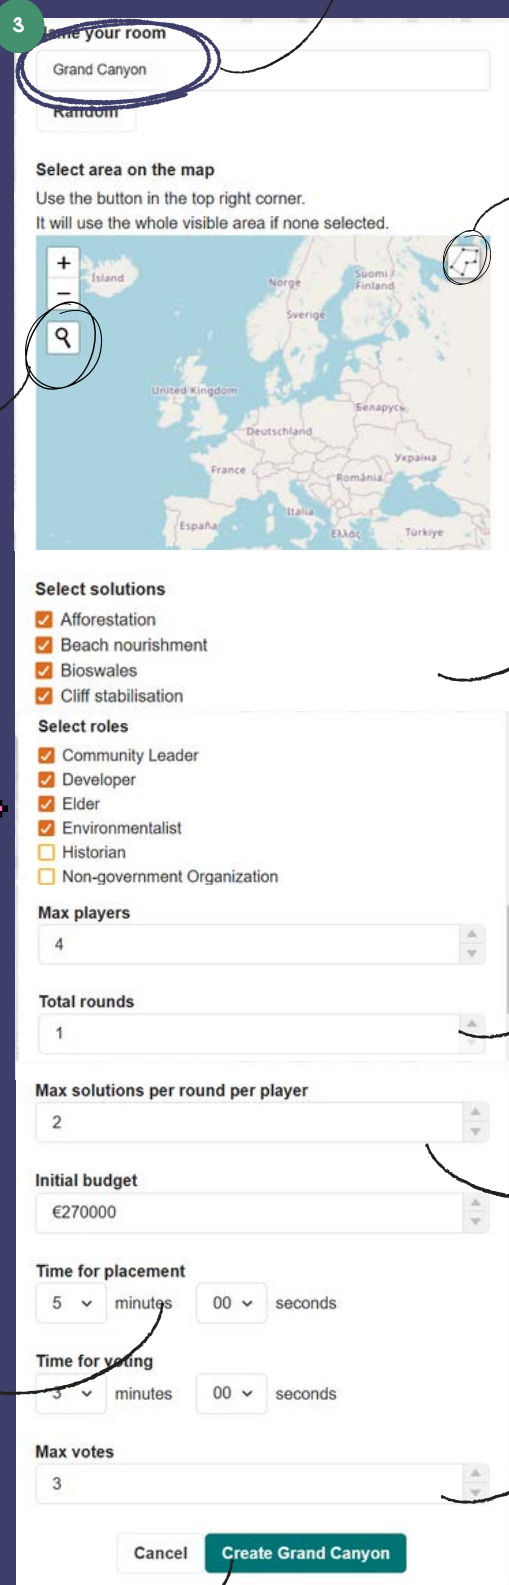 3
Name your room
Grand Canyon
Random
Select area on the map
Use the button in the top right corner.
It will use the whole visible area if none selected.
+
Ísland
−
Norge
Suomi /
Finland
Sverige
United Kingdom
Беларусь
Deutschland
Україна
France
România
Italia
España
Ελλάς
Türkiye
Select solutions
Afforestation
Beach nourishment
Bioswales
Cliff stabilisation
Select roles
Community Leader
Developer
Elder
Environmentalist
Historian
Non-government Organization
Max players
4
Total rounds
1
Max solutions per round per player
2
Initial budget
€270000
Time for placement
5 minutes 00 seconds
Time for voting
3 minutes 00 seconds
Max votes
3
Cancel Create Grand Canyon